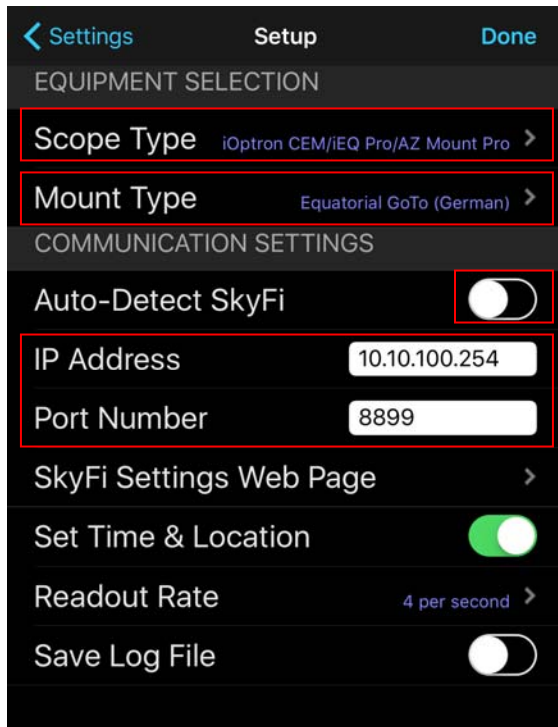 Settings Setup Done
EQUIPMENT SELECTION
Scope Type iOptron CEM/iEQ Pro/AZ Mount Pro
Mount Type Equatorial GoTo (German)
COMMUNICATION SETTINGS
Auto-Detect SkyFi
IP Address 10.10.100.254
Port Number 8899
SkyFi Settings Web Page
Set Time & Location
Readout Rate 4 per second
Save Log File